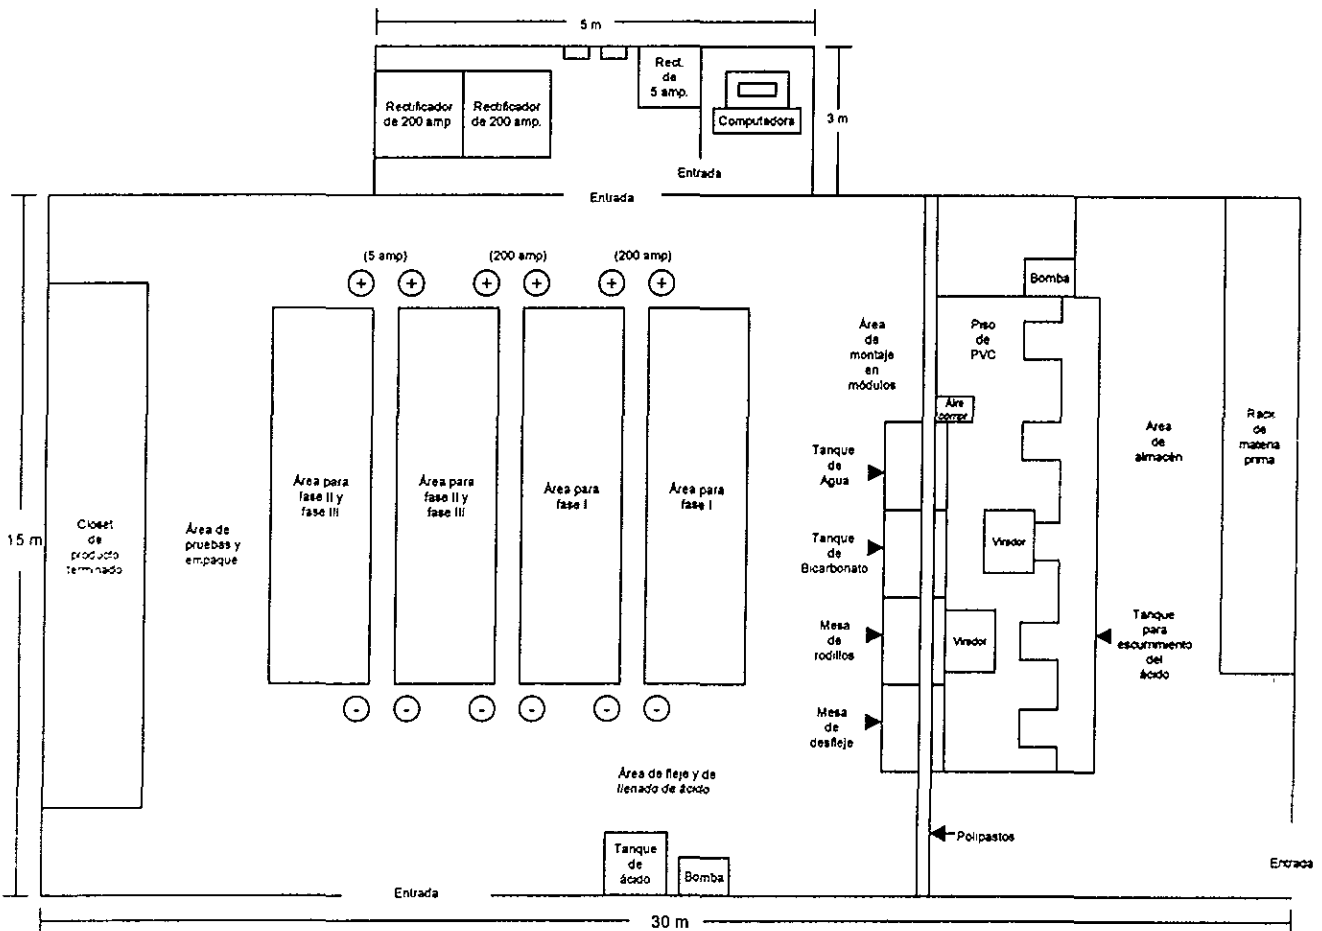 5 m
Rect.
de
5 amp.
Rectificador
de 200 amp
Rectificador
de 200 amp.
Computadora
3 m
Entrada
Entrada
(5 amp)
(200 amp)
(200 amp)
+
+
+
+
+
+
Bomba
Área
de
montaje
en
módulos
Piso
de
PVC
Aire
compr.
Área
de
almacén
Rack
de
materia
prima
Tanque
de
Agua
Área para
fase II y
fase III
Área para
fase II y
fase III
Área para
fase I
Área para
fase I
15 m
Closet
de
producto
terminado
Área de
pruebas y
empaque
Tanque
de
Bicarbonato
Virador
Mesa
de
rodillos
Virador
Tanque
para
escurrimiento
del
ácido
Mesa
de
desfleje
-
-
-
-
-
-
Área de fleje y de
llenado de ácido
Polipastos
Tanque
de
ácido
Bomba
Entrada
Entrada
30 m